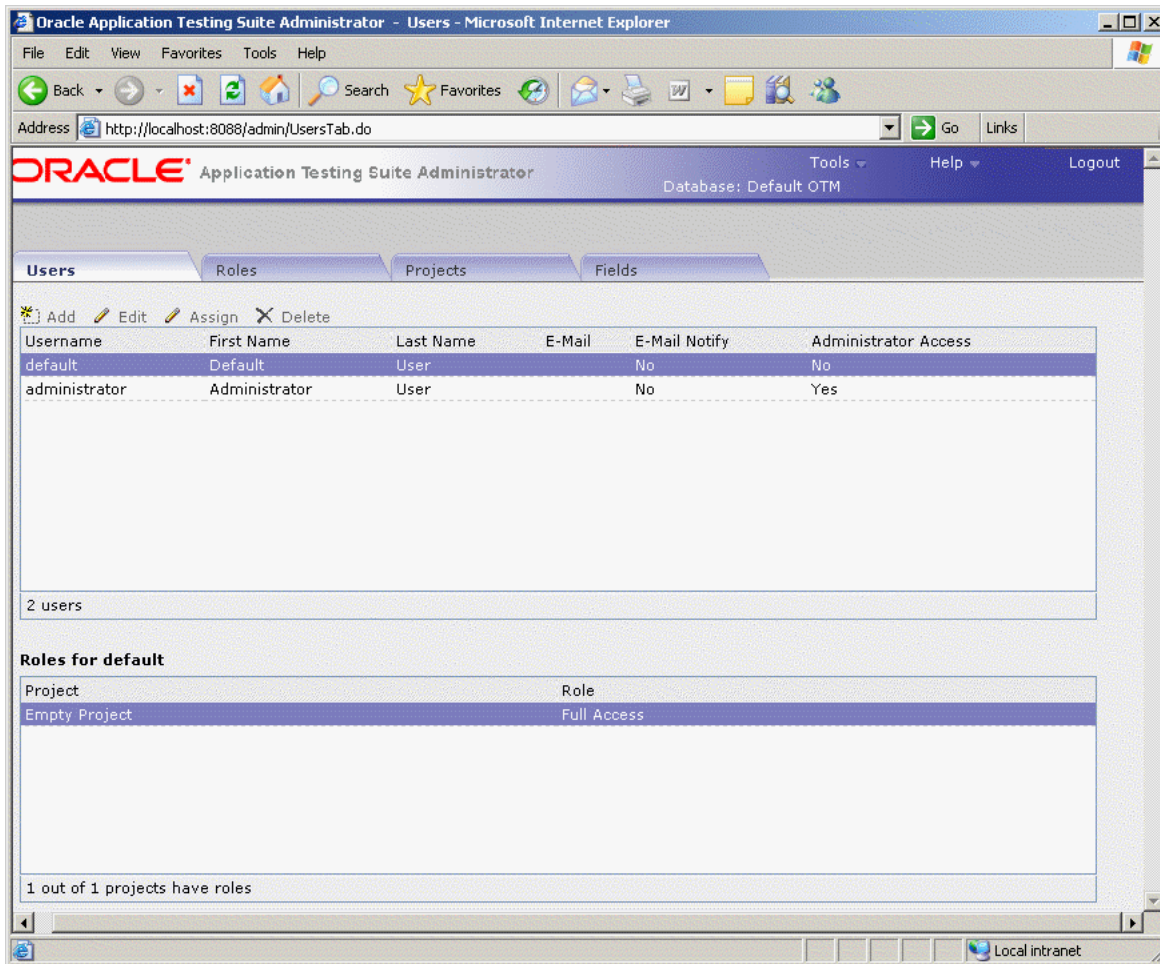 Oracle Application Testing Suite Administrator - Users - Microsoft Internet Explorer
File Edit View Favorites Tools Help
Back Search Favorites
Address http://localhost:8088/admin/UsersTab.do Go Links
ORACLE Application Testing Suite Administrator Tools Help Logout
Database: Default OTM
Users Roles Projects Fields
Add Edit Assign Delete
Username First Name Last Name E-Mail E-Mail Notify Administrator Access
default Default User No No
administrator Administrator User No Yes
2 users
Roles for default
Project Role
Empty Project Full Access
1 out of 1 projects have roles
Local intranet